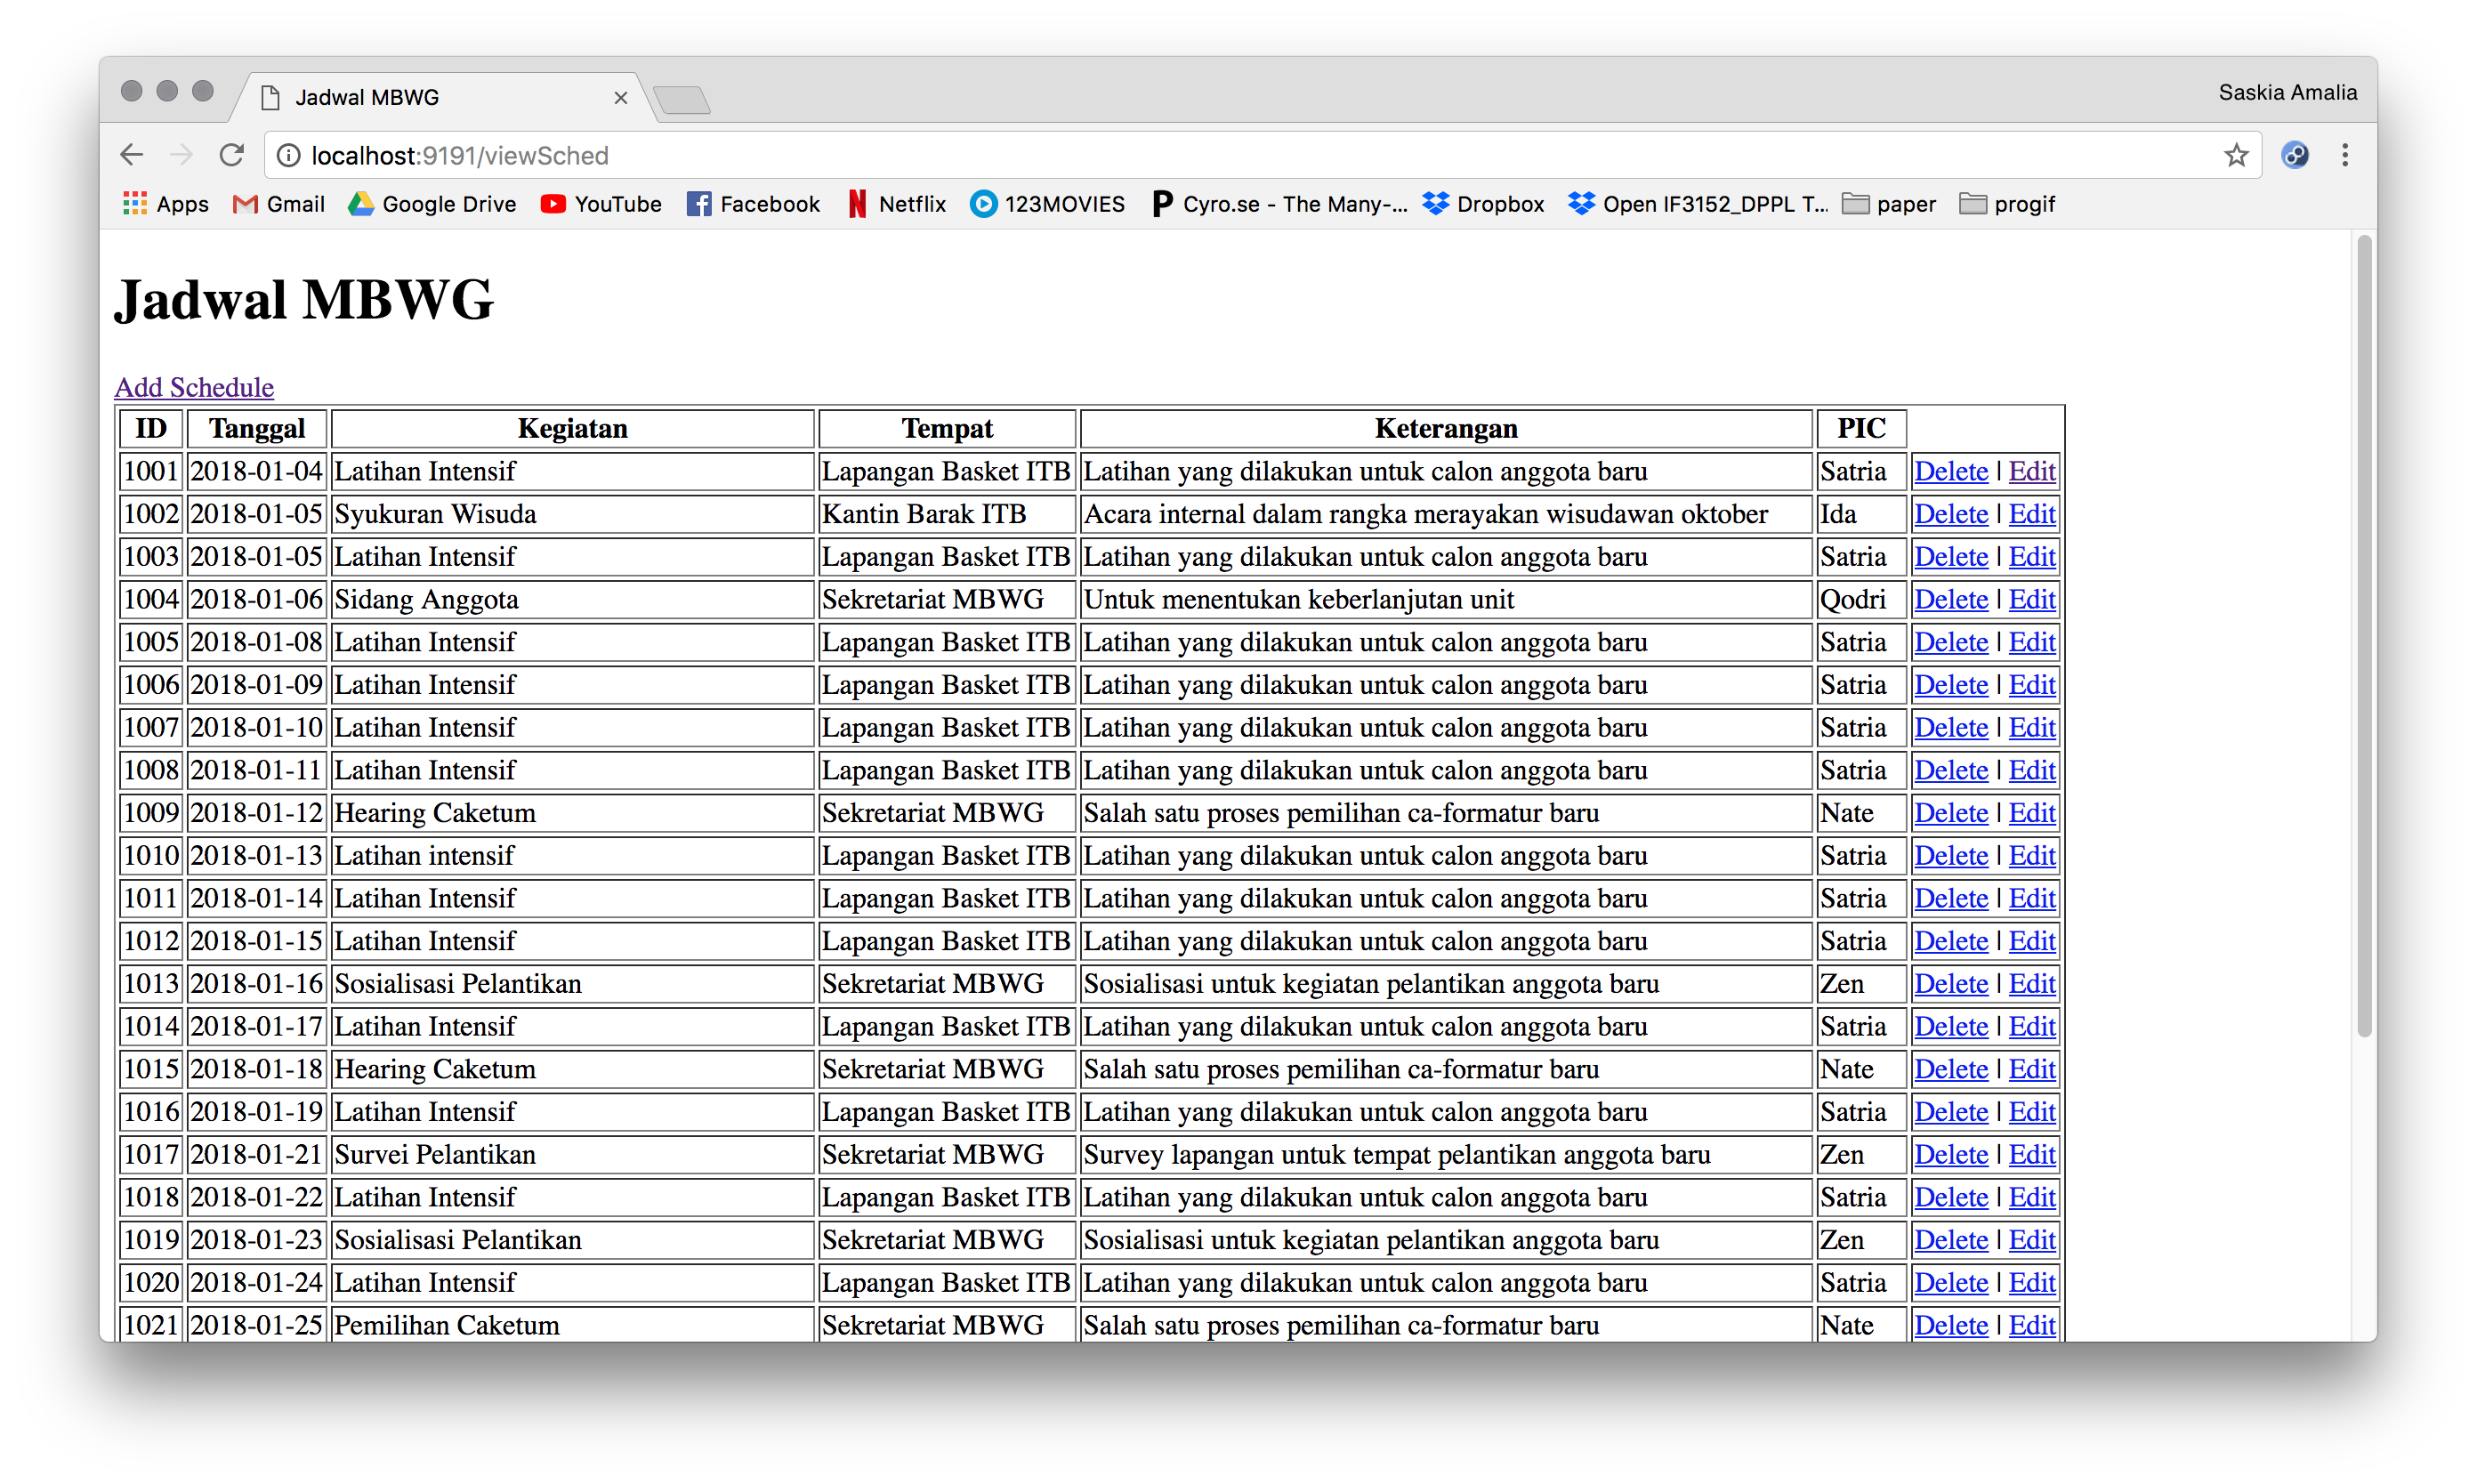 Jadwal MBWG
Saskia Amalia
localhost:9191/viewSched
Apps Gmail Google Drive YouTube Facebook Netflix 123MOVIES Cyro.se - The Many-... Dropbox Open IF3152_DPPL T... paper progif
Jadwal MBWG
Add Schedule
ID Tanggal Kegiatan Tempat Keterangan PIC
1001 2018-01-04 Latihan Intensif Lapangan Basket ITB Latihan yang dilakukan untuk calon anggota baru Satria Delete | Edit
1002 2018-01-05 Syukuran Wisuda Kantin Barak ITB Acara internal dalam rangka merayakan wisudawan oktober Ida Delete | Edit
1003 2018-01-05 Latihan Intensif Lapangan Basket ITB Latihan yang dilakukan untuk calon anggota baru Satria Delete | Edit
1004 2018-01-06 Sidang Anggota Sekretariat MBWG Untuk menentukan keberlanjutan unit Qodri Delete | Edit
1005 2018-01-08 Latihan Intensif Lapangan Basket ITB Latihan yang dilakukan untuk calon anggota baru Satria Delete | Edit
1006 2018-01-09 Latihan Intensif Lapangan Basket ITB Latihan yang dilakukan untuk calon anggota baru Satria Delete | Edit
1007 2018-01-10 Latihan Intensif Lapangan Basket ITB Latihan yang dilakukan untuk calon anggota baru Satria Delete | Edit
1008 2018-01-11 Latihan Intensif Lapangan Basket ITB Latihan yang dilakukan untuk calon anggota baru Satria Delete | Edit
1009 2018-01-12 Hearing Caketum Sekretariat MBWG Salah satu proses pemilihan ca-formatur baru Nate Delete | Edit
1010 2018-01-13 Latihan intensif Lapangan Basket ITB Latihan yang dilakukan untuk calon anggota baru Satria Delete | Edit
1011 2018-01-14 Latihan Intensif Lapangan Basket ITB Latihan yang dilakukan untuk calon anggota baru Satria Delete | Edit
1012 2018-01-15 Latihan Intensif Lapangan Basket ITB Latihan yang dilakukan untuk calon anggota baru Satria Delete | Edit
1013 2018-01-16 Sosialisasi Pelantikan Sekretariat MBWG Sosialisasi untuk kegiatan pelantikan anggota baru Zen Delete | Edit
1014 2018-01-17 Latihan Intensif Lapangan Basket ITB Latihan yang dilakukan untuk calon anggota baru Satria Delete | Edit
1015 2018-01-18 Hearing Caketum Sekretariat MBWG Salah satu proses pemilihan ca-formatur baru Nate Delete | Edit
1016 2018-01-19 Latihan Intensif Lapangan Basket ITB Latihan yang dilakukan untuk calon anggota baru Satria Delete | Edit
1017 2018-01-21 Survei Pelantikan Sekretariat MBWG Survey lapangan untuk tempat pelantikan anggota baru Zen Delete | Edit
1018 2018-01-22 Latihan Intensif Lapangan Basket ITB Latihan yang dilakukan untuk calon anggota baru Satria Delete | Edit
1019 2018-01-23 Sosialisasi Pelantikan Sekretariat MBWG Sosialisasi untuk kegiatan pelantikan anggota baru Zen Delete | Edit
1020 2018-01-24 Latihan Intensif Lapangan Basket ITB Latihan yang dilakukan untuk calon anggota baru Satria Delete | Edit
1021 2018-01-25 Pemilihan Caketum Sekretariat MBWG Salah satu proses pemilihan ca-formatur baru Nate Delete | Edit